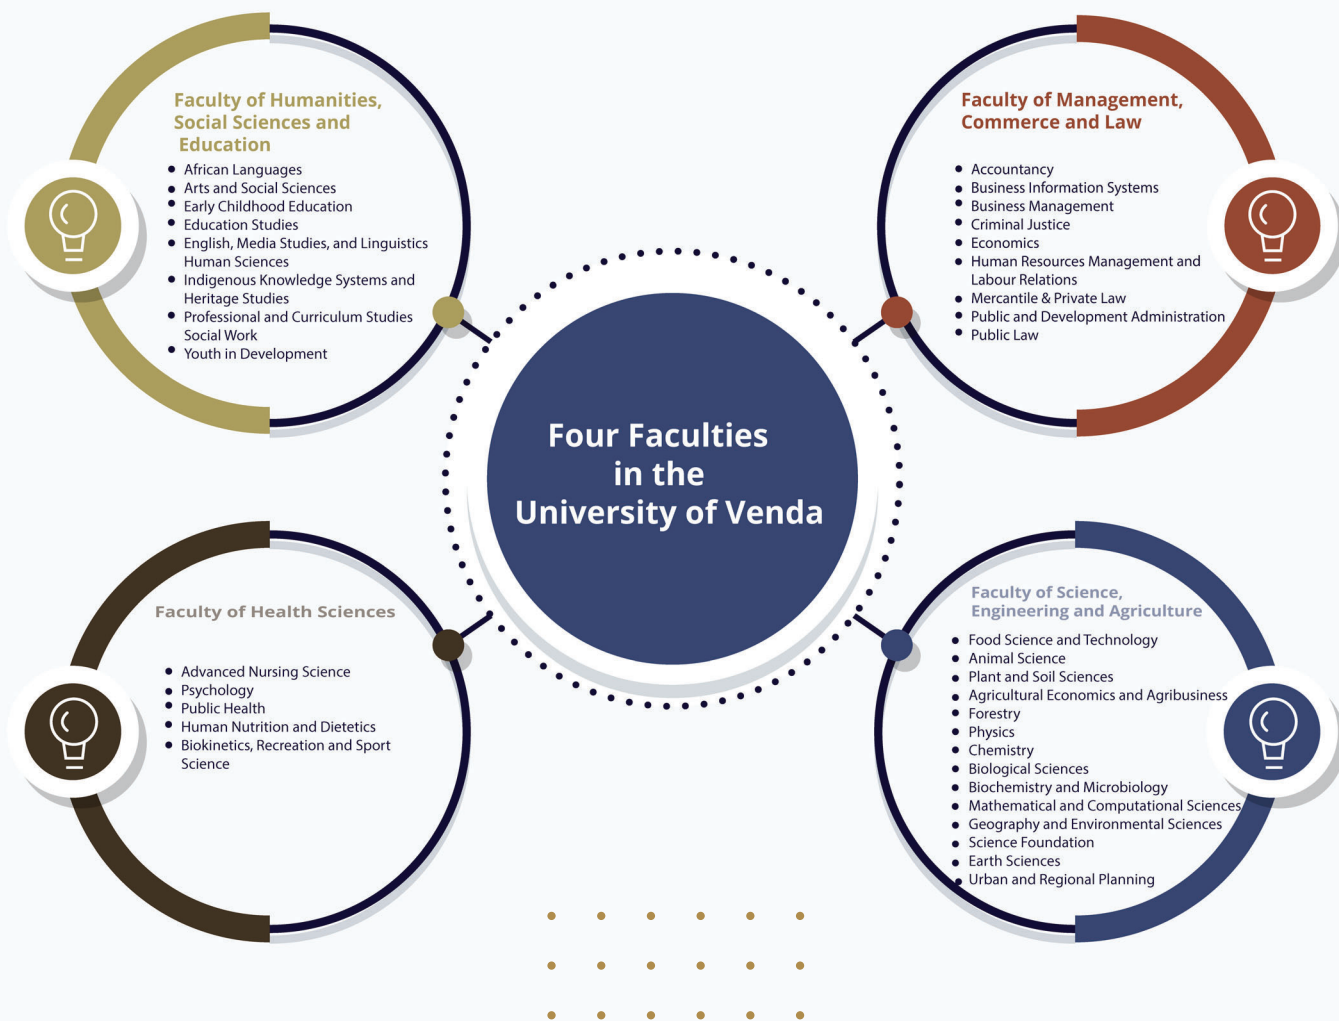 Faculty of Humanities,
Social Sciences and
Education
• African Languages
• Arts and Social Sciences
• Early Childhood Education
• Education Studies
• English, Media Studies, and Linguistics
Human Sciences
• Indigenous Knowledge Systems and
Heritage Studies
• Professional and Curriculum Studies
Social Work
• Youth in Development
Faculty of Management,
Commerce and Law
• Accountancy
• Business Information Systems
• Business Management
• Criminal Justice
• Economics
• Human Resources Management and
Labour Relations
• Mercantile & Private Law
• Public and Development Administration
• Public Law
Four Faculties
in the
University of Venda
Faculty of Health Sciences
• Advanced Nursing Science
• Psychology
• Public Health
• Human Nutrition and Dietetics
• Biokinetics, Recreation and Sport
Science
Faculty of Science,
Engineering and Agriculture
• Food Science and Technology
• Animal Science
• Plant and Soil Sciences
• Agricultural Economics and Agribusiness
• Forestry
• Physics
• Chemistry
• Biological Sciences
• Biochemistry and Microbiology
• Mathematical and Computational Sciences
• Geography and Environmental Sciences
• Science Foundation
• Earth Sciences
• Urban and Regional Planning